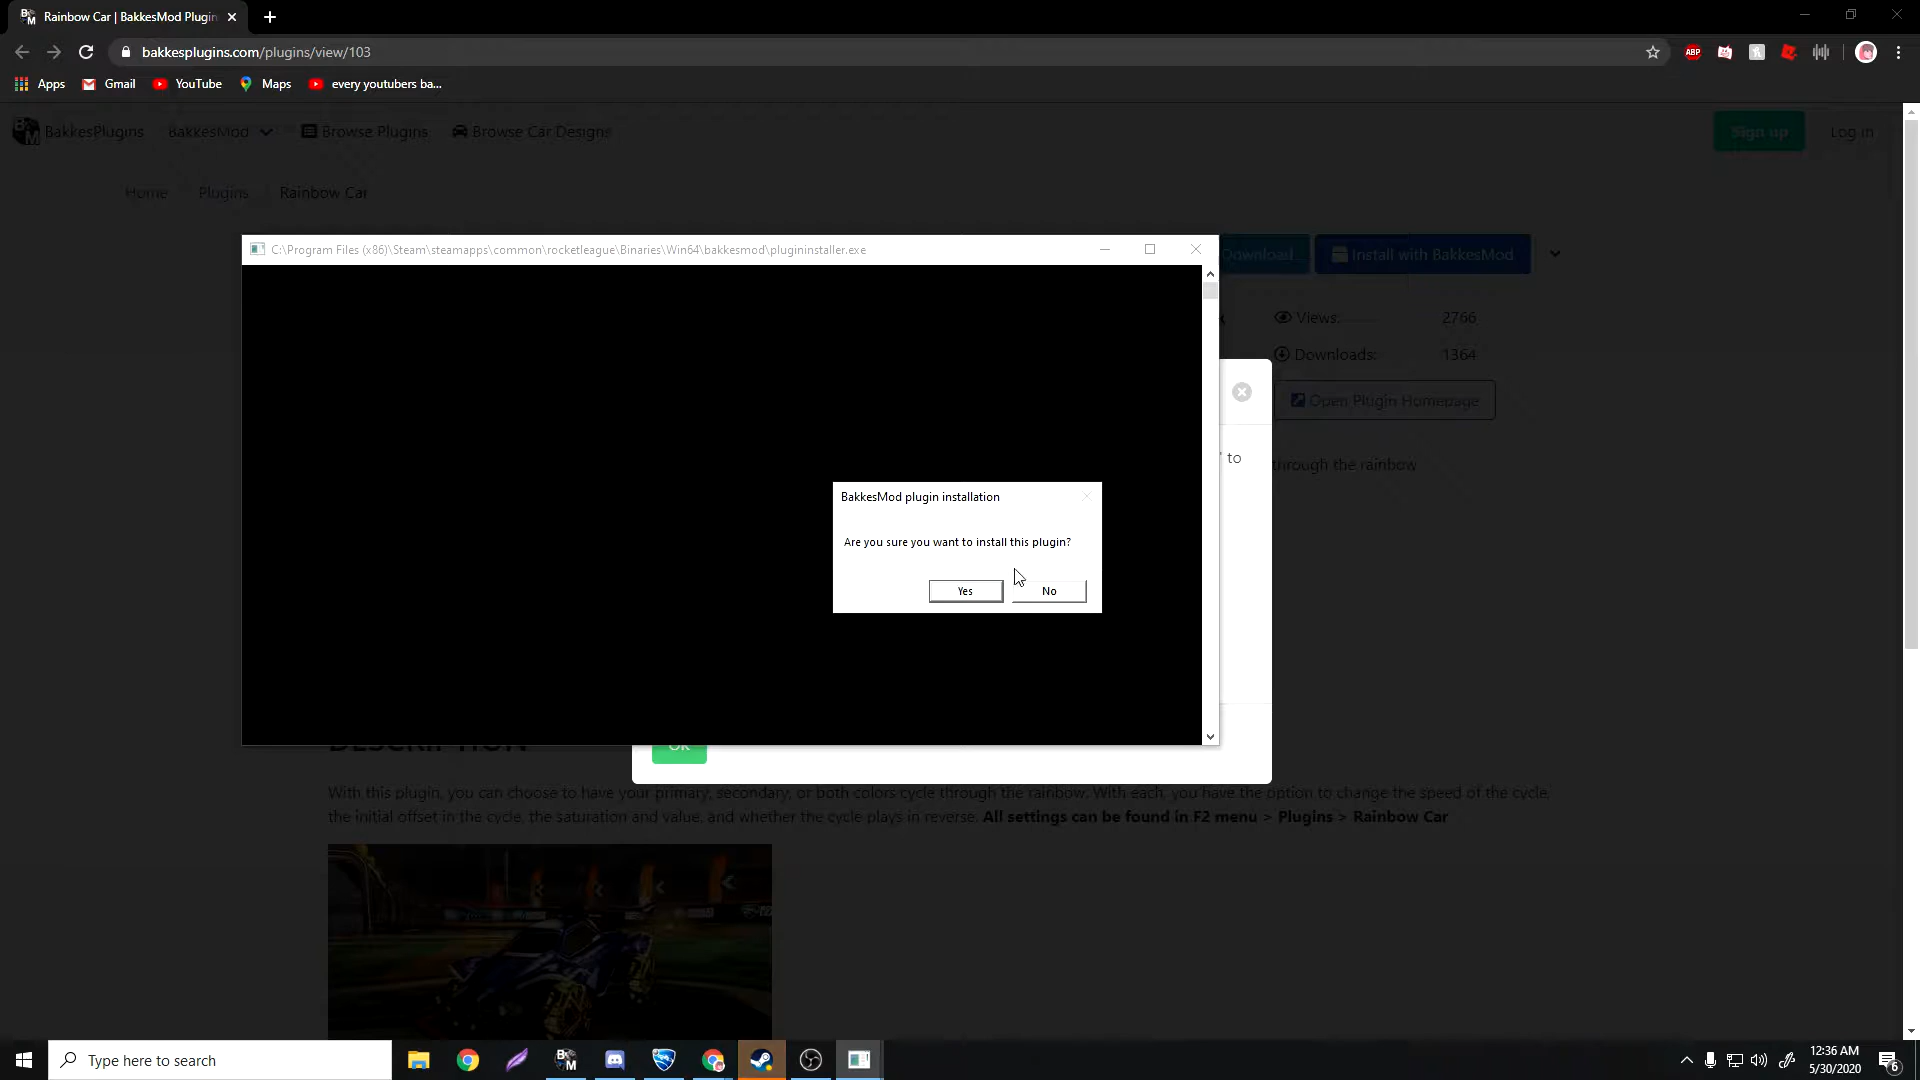 Rainbow Car | BakkesMod Plugin
bakkesplugins.com/plugins/view/103
ABP
Apps
Gmail
YouTube
Maps
every youtubers ba...
BakkesPlugins
BakkesMod
Browse Plugins
Browse Car Designs
Sign up
Log in
Home
Plugins
Rainbow Car
C:\Program Files (x86)\Steam\steamapps\common\rocketleague\Binaries\Win64\bakkesmod\plugininstaller.exe
Download
Install with BakkesMod
Views:
2766
Downloads:
1364
Open Plugin Homepage
to
through the rainbow
BakkesMod plugin installation
Are you sure you want to install this plugin?
Yes
No
DESCRIPTION
OK
With this plugin, you can choose to have your primary, secondary, or both colors cycle through the rainbow. With each, you have the option to change the speed of the cycle,
the initial offset in the cycle, the saturation and value, and whether the cycle plays in reverse. All settings can be found in F2 menu > Plugins > Rainbow Car
Type here to search
12:36 AM
5/30/2020
6